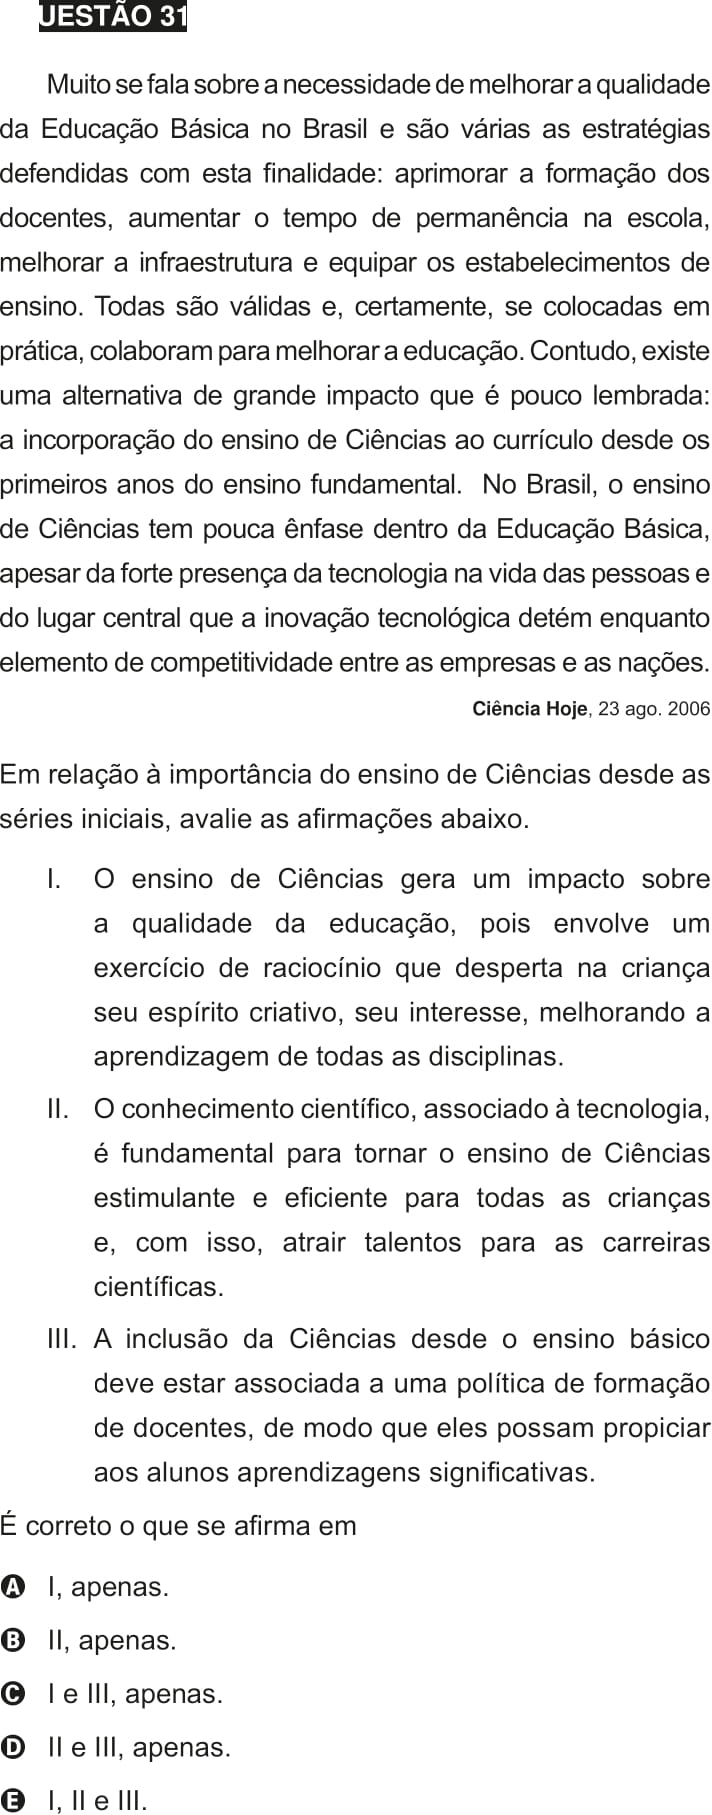 UESTÃO 31
Muito se fala sobre a necessidade de melhorar a qualidade
da Educação Básica no Brasil e são várias as estratégias
defendidas com esta finalidade: aprimorar a formação dos
docentes, aumentar o tempo de permanência na escola,
melhorar a infraestrutura e equipar os estabelecimentos de
ensino. Todas são válidas e, certamente, se colocadas em
prática, colaboram para melhorar a educação. Contudo, existe
uma alternativa de grande impacto que é pouco lembrada:
a incorporação do ensino de Ciências ao currículo desde os
primeiros anos do ensino fundamental. No Brasil, o ensino
de Ciências tem pouca ênfase dentro da Educação Básica,
apesar da forte presença da tecnologia na vida das pessoas e
do lugar central que a inovação tecnológica detém enquanto
elemento de competitividade entre as empresas e as nações.
Ciência Hoje, 23 ago. 2006
Em relação à importância do ensino de Ciências desde as
séries iniciais, avalie as afirmações abaixo.
I. O ensino de Ciências gera um impacto sobre
a qualidade da educação, pois envolve um
exercício de raciocínio que desperta na criança
seu espírito criativo, seu interesse, melhorando a
aprendizagem de todas as disciplinas.
II. O conhecimento científico, associado à tecnologia,
é fundamental para tornar o ensino de Ciências
estimulante e eficiente para todas as crianças
e, com isso, atrair talentos para as carreiras
científicas.
III. A inclusão da Ciências desde o ensino básico
deve estar associada a uma política de formação
de docentes, de modo que eles possam propiciar
aos alunos aprendizagens significativas.
É correto o que se afirma em
A I, apenas.
B II, apenas.
C I e III, apenas.
D II e III, apenas.
E I, II e III.